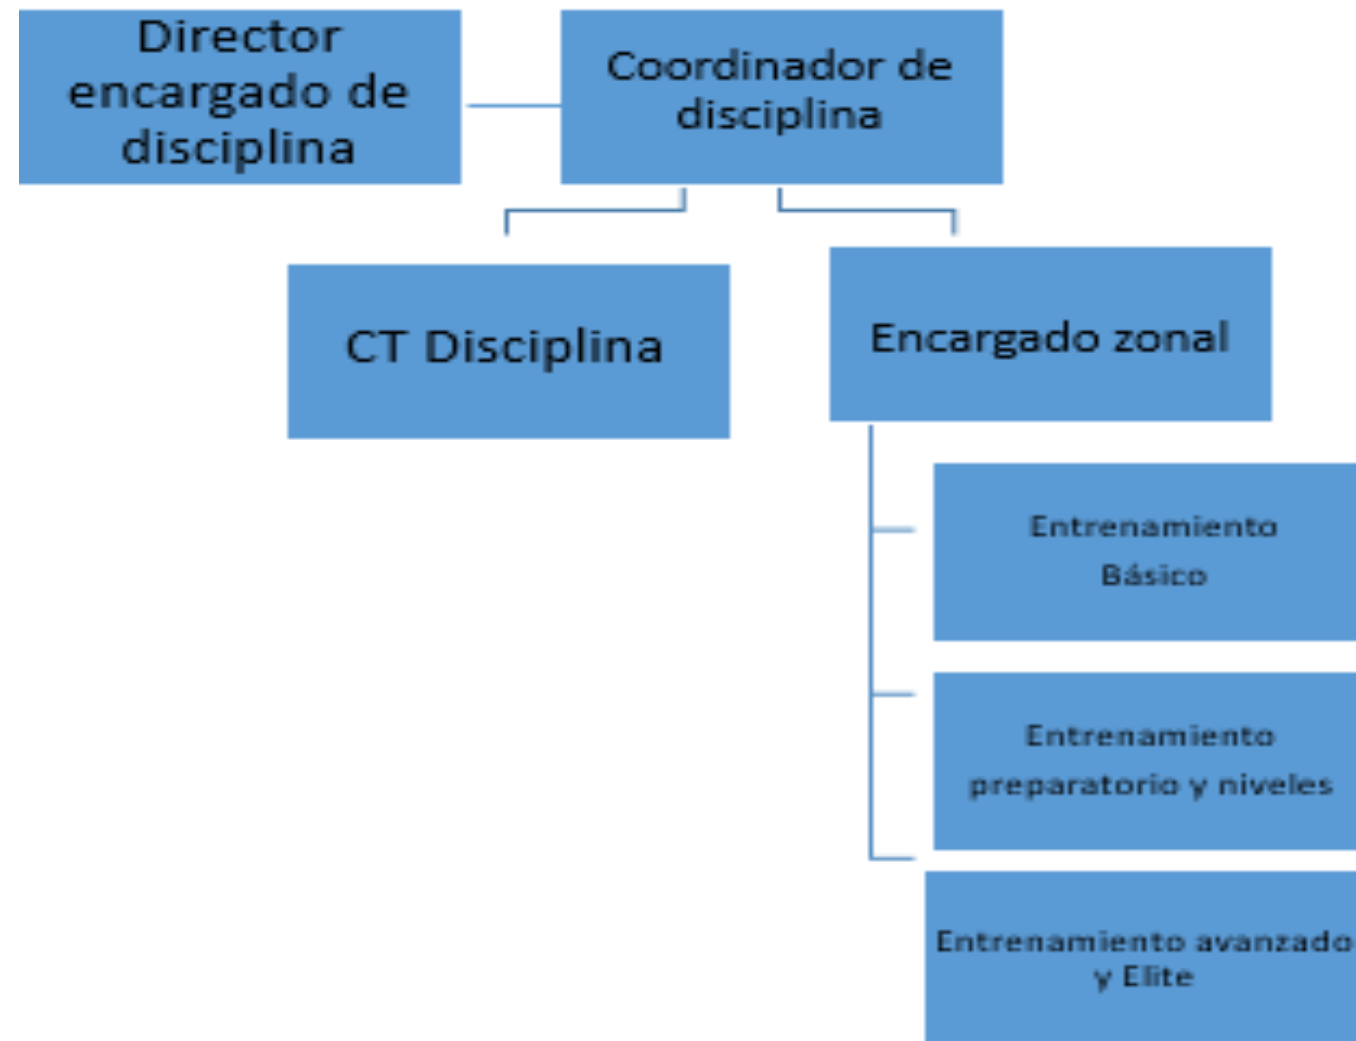 Director
encargado de
disciplina
Coordinador de
disciplina
CT Disciplina
Encargado zonal
Entrenamiento
Básico
Entrenamiento
preparatorio y niveles
Entrenamiento avanzado
y Elite